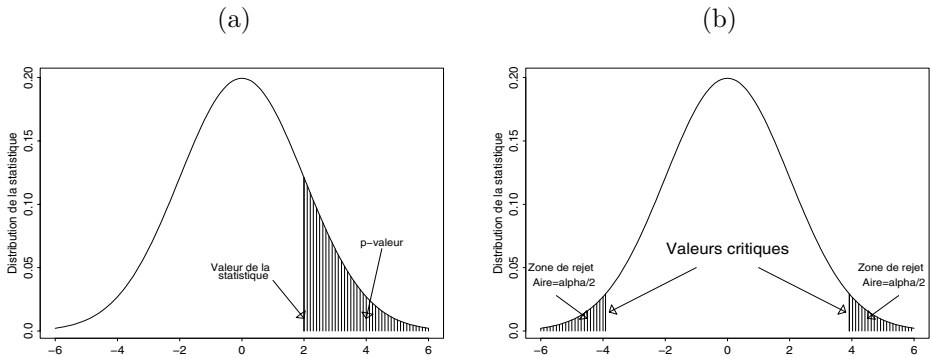 (a)
Distribution de la statistique
0.20
0.15
0.10
0.05
0.0
p−valeur
Valeur de la
statistique
−6
−4
−2
0
2
4
6
(b)
Distribution de la statistique
0.20
0.15
0.10
0.05
0.0
Valeurs critiques
Zone de rejet
Aire=alpha/2
Zone de rejet
Aire=alpha/2
−6
−4
−2
0
2
4
6